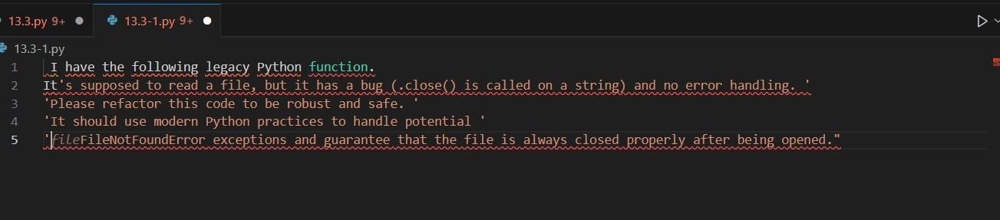 13.3.py 9+ 13.3-1.py 9+
13.3-1.py
1 I have the following legacy Python function.
2 It's supposed to read a file, but it has a bug (.close() is called on a string) and no error handling. '
3 'Please refactor this code to be robust and safe. '
4 'It should use modern Python practices to handle potential '
5 'fileFileNotFoundError exceptions and guarantee that the file is always closed properly after being opened."